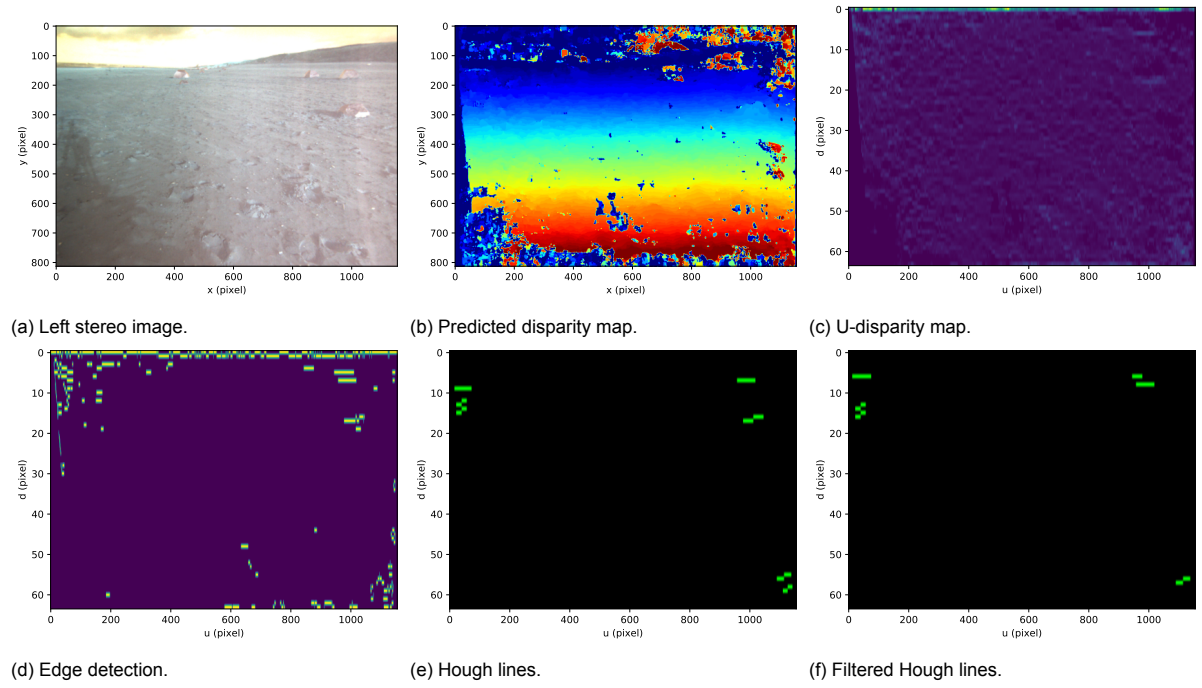 0
100
200
300
400
500
600
700
800
y (pixel)
0 200 400 600 800 1000
x (pixel)
(a) Left stereo image.
0
100
200
300
400
500
600
700
800
y (pixel)
0 200 400 600 800 1000
x (pixel)
(b) Predicted disparity map.
0
10
20
30
40
50
60
d (pixel)
0 200 400 600 800 1000
u (pixel)
(c) U-disparity map.
0
10
20
30
40
50
60
d (pixel)
0 200 400 600 800 1000
u (pixel)
(d) Edge detection.
0
10
20
30
40
50
60
d (pixel)
0 200 400 600 800 1000
u (pixel)
(e) Hough lines.
0
10
20
30
40
50
60
d (pixel)
0 200 400 600 800 1000
u (pixel)
(f) Filtered Hough lines.